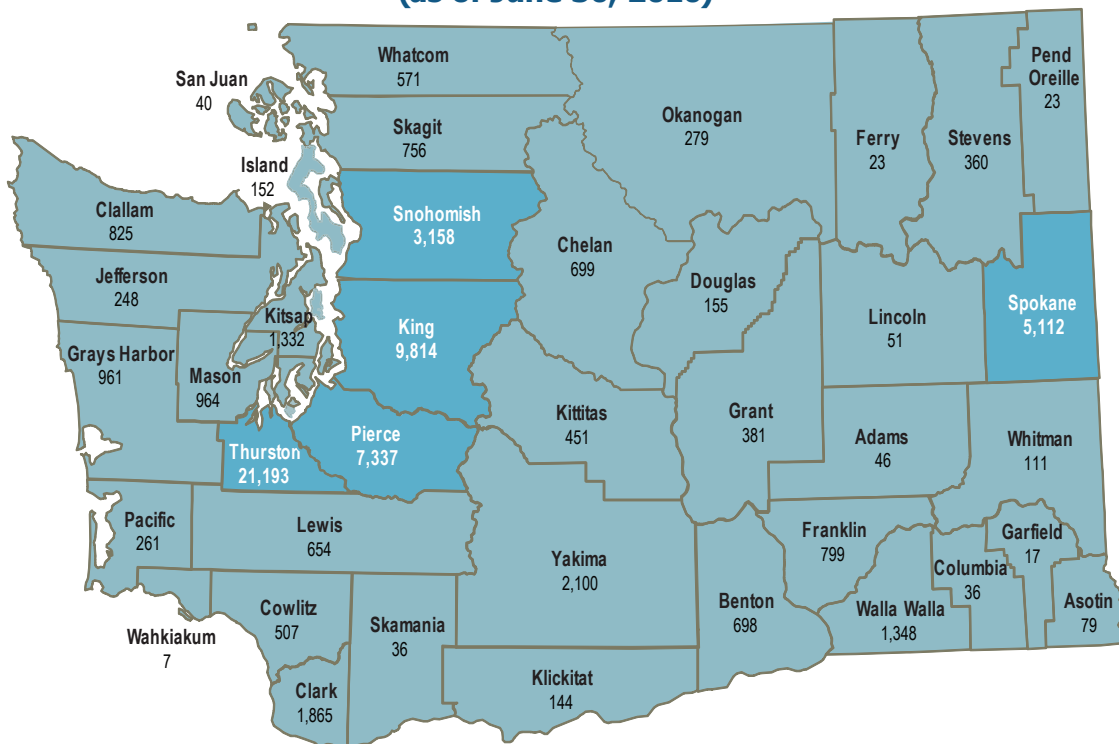 (as of June 30,
Whatcom
571
San Juan
40
Skagit
756
Island
152
Okanogan
279
Ferry
23
Stevens
360
Pend
Oreille
23
Clallam
825
Snohomish
3,158
Chelan
699
Jefferson
248
Kitsap
1,332
King
9,814
Douglas
155
Lincoln
51
Spokane
5,112
Grays Harbor
961
Mason
964
Kittitas
451
Grant
381
Adams
46
Whitman
111
Thurston
21,193
Pierce
7,337
Pacific
261
Lewis
654
Yakima
2,100
Franklin
799
Garfield
17
Columbia
36
Benton
698
Walla Walla
1,348
Asotin
79
Wahkiakum
7
Cowlitz
507
Skamania
36
Clark
1,865
Klickitat
144